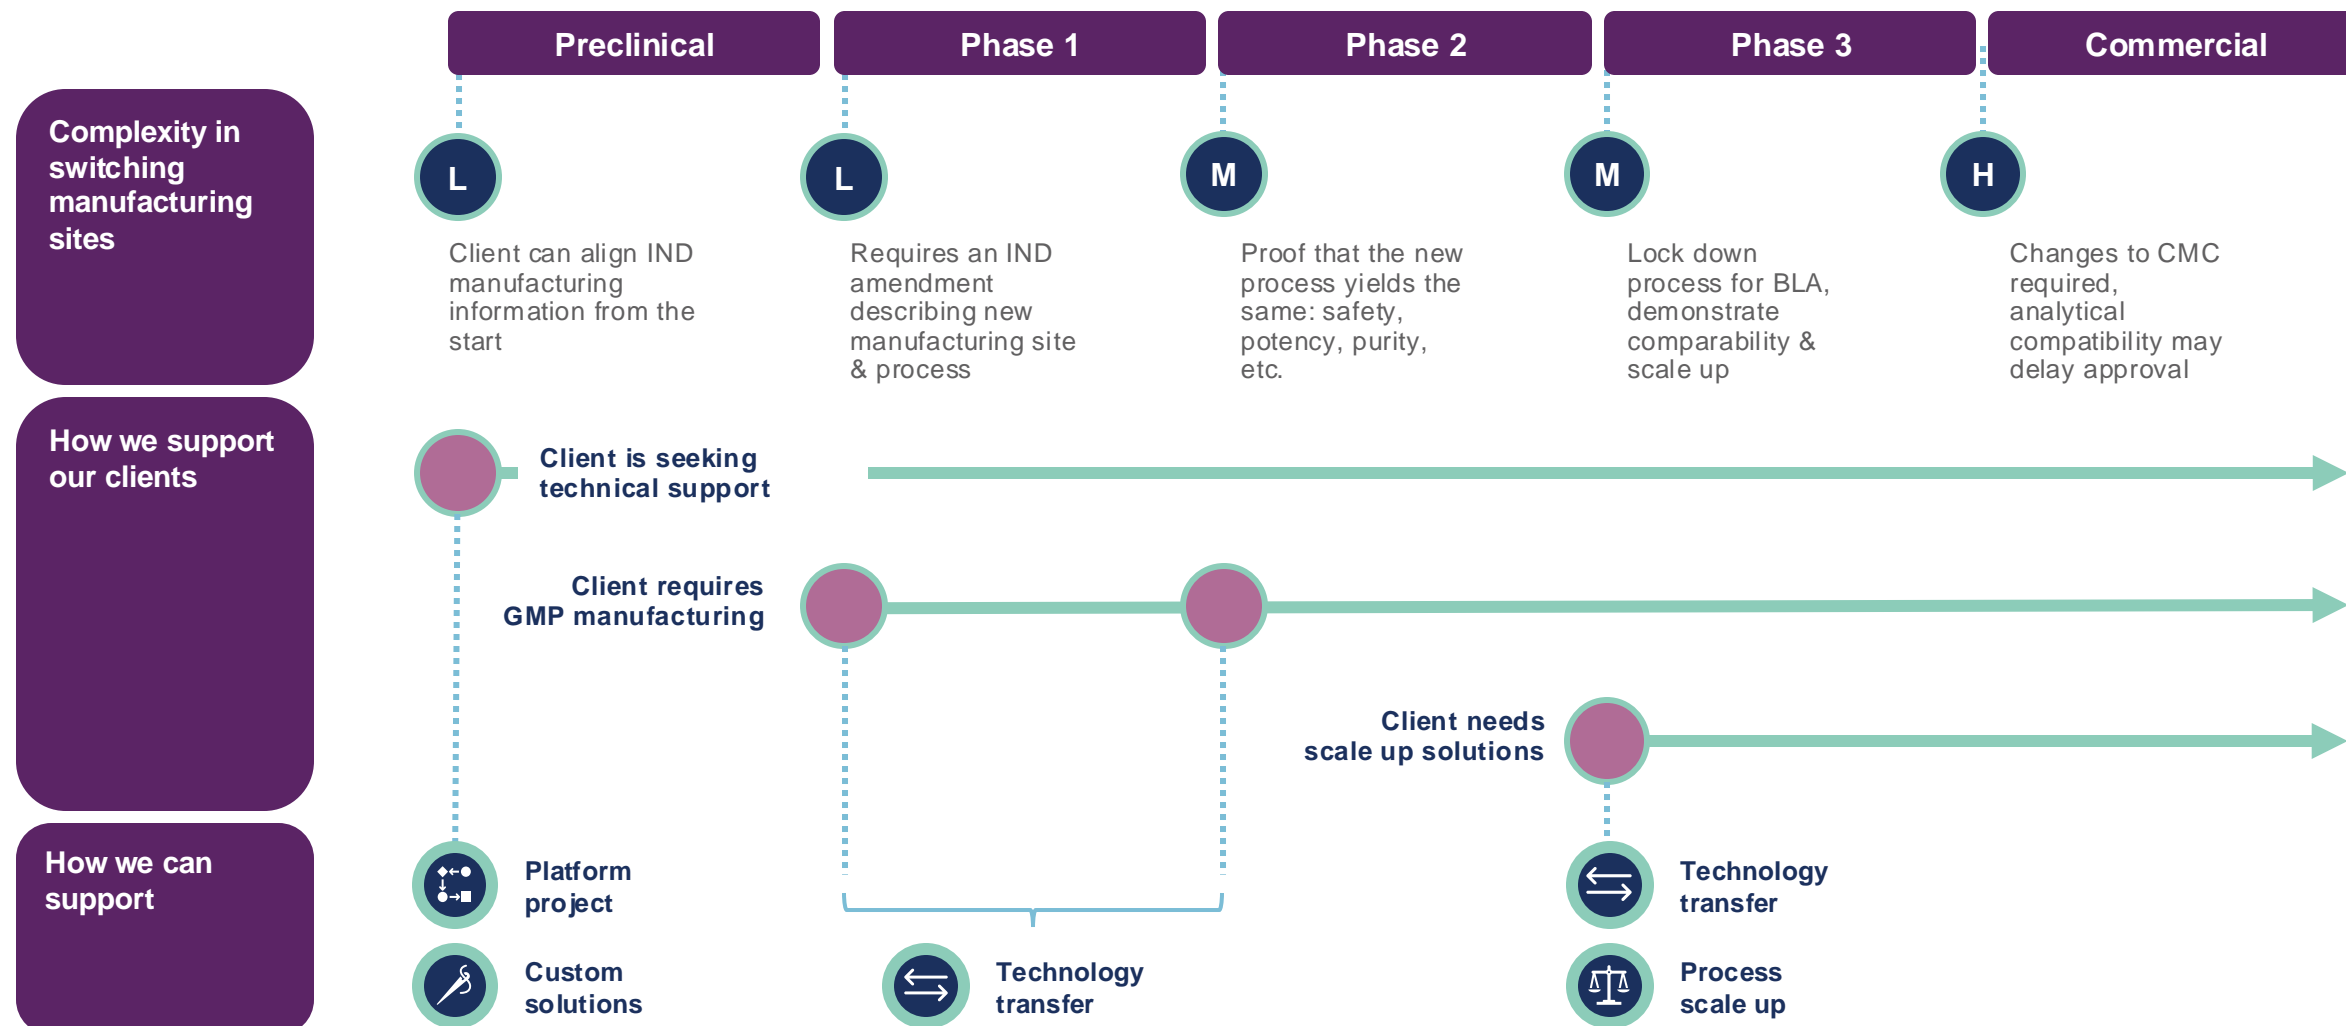 Preclinical
Phase 1
Phase 2
Phase 3
Commercial
Complexity in
switching
manufacturing
sites
L
L
M
M
H
Client can align IND
manufacturing
information from the
start
Requires an IND
amendment
describing new
manufacturing site
& process
Proof that the new
process yields the
same: safety,
potency, purity,
etc.
Lock down
process for BLA,
demonstrate
comparability &
scale up
Changes to CMC
required,
analytical
compatibility may
delay approval
How we support
our clients
Client is seeking
technical support
Client requires
GMP manufacturing
Client needs
scale up solutions
How we can
support
Platform
project
Custom
solutions
Technology
transfer
Technology
transfer
Process
scale up